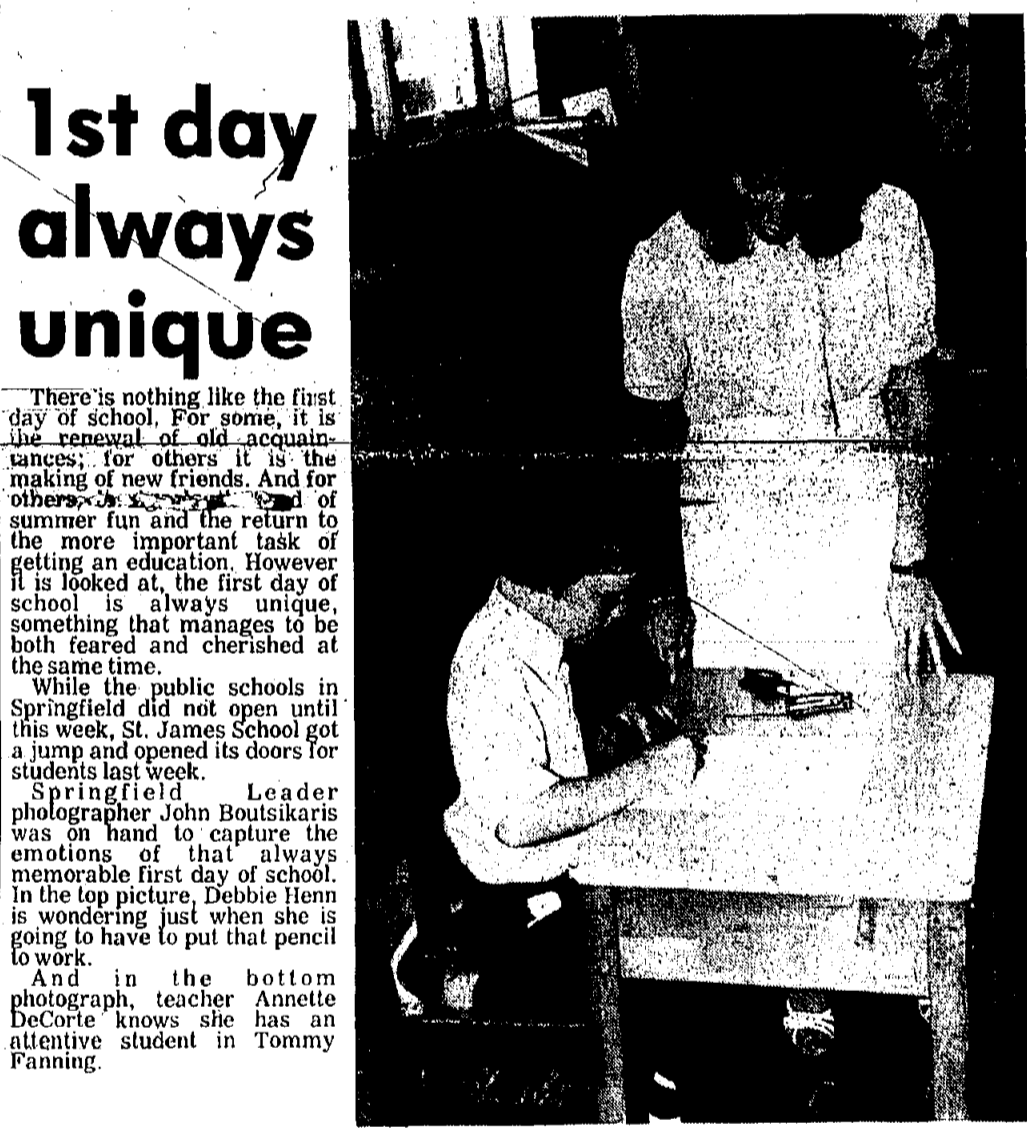 1st day
always
unique
There is nothing like the first
day of school. For some, it is
the renewal of old acquain-
tances; for others it is the
making of new friends. And for
others, of
summer fun and the return to
the more important task of
getting an education. However
it is looked at, the first day of
school is always unique,
something that manages to be
both feared and cherished at
the same time.
While the public schools in
Springfield did not open until
this week, St. James School got
a jump and opened its doors for
students last week.
Springfield Leader
photographer John Boutsikaris
was on hand to capture the
emotions of that always
memorable first day of school.
In the top picture, Debbie Henn
is wondering just when she is
going to have to put that pencil
to work.
And in the bottom
photograph, teacher Annette
DeCorte knows she has an
attentive student in Tommy
Fanning.